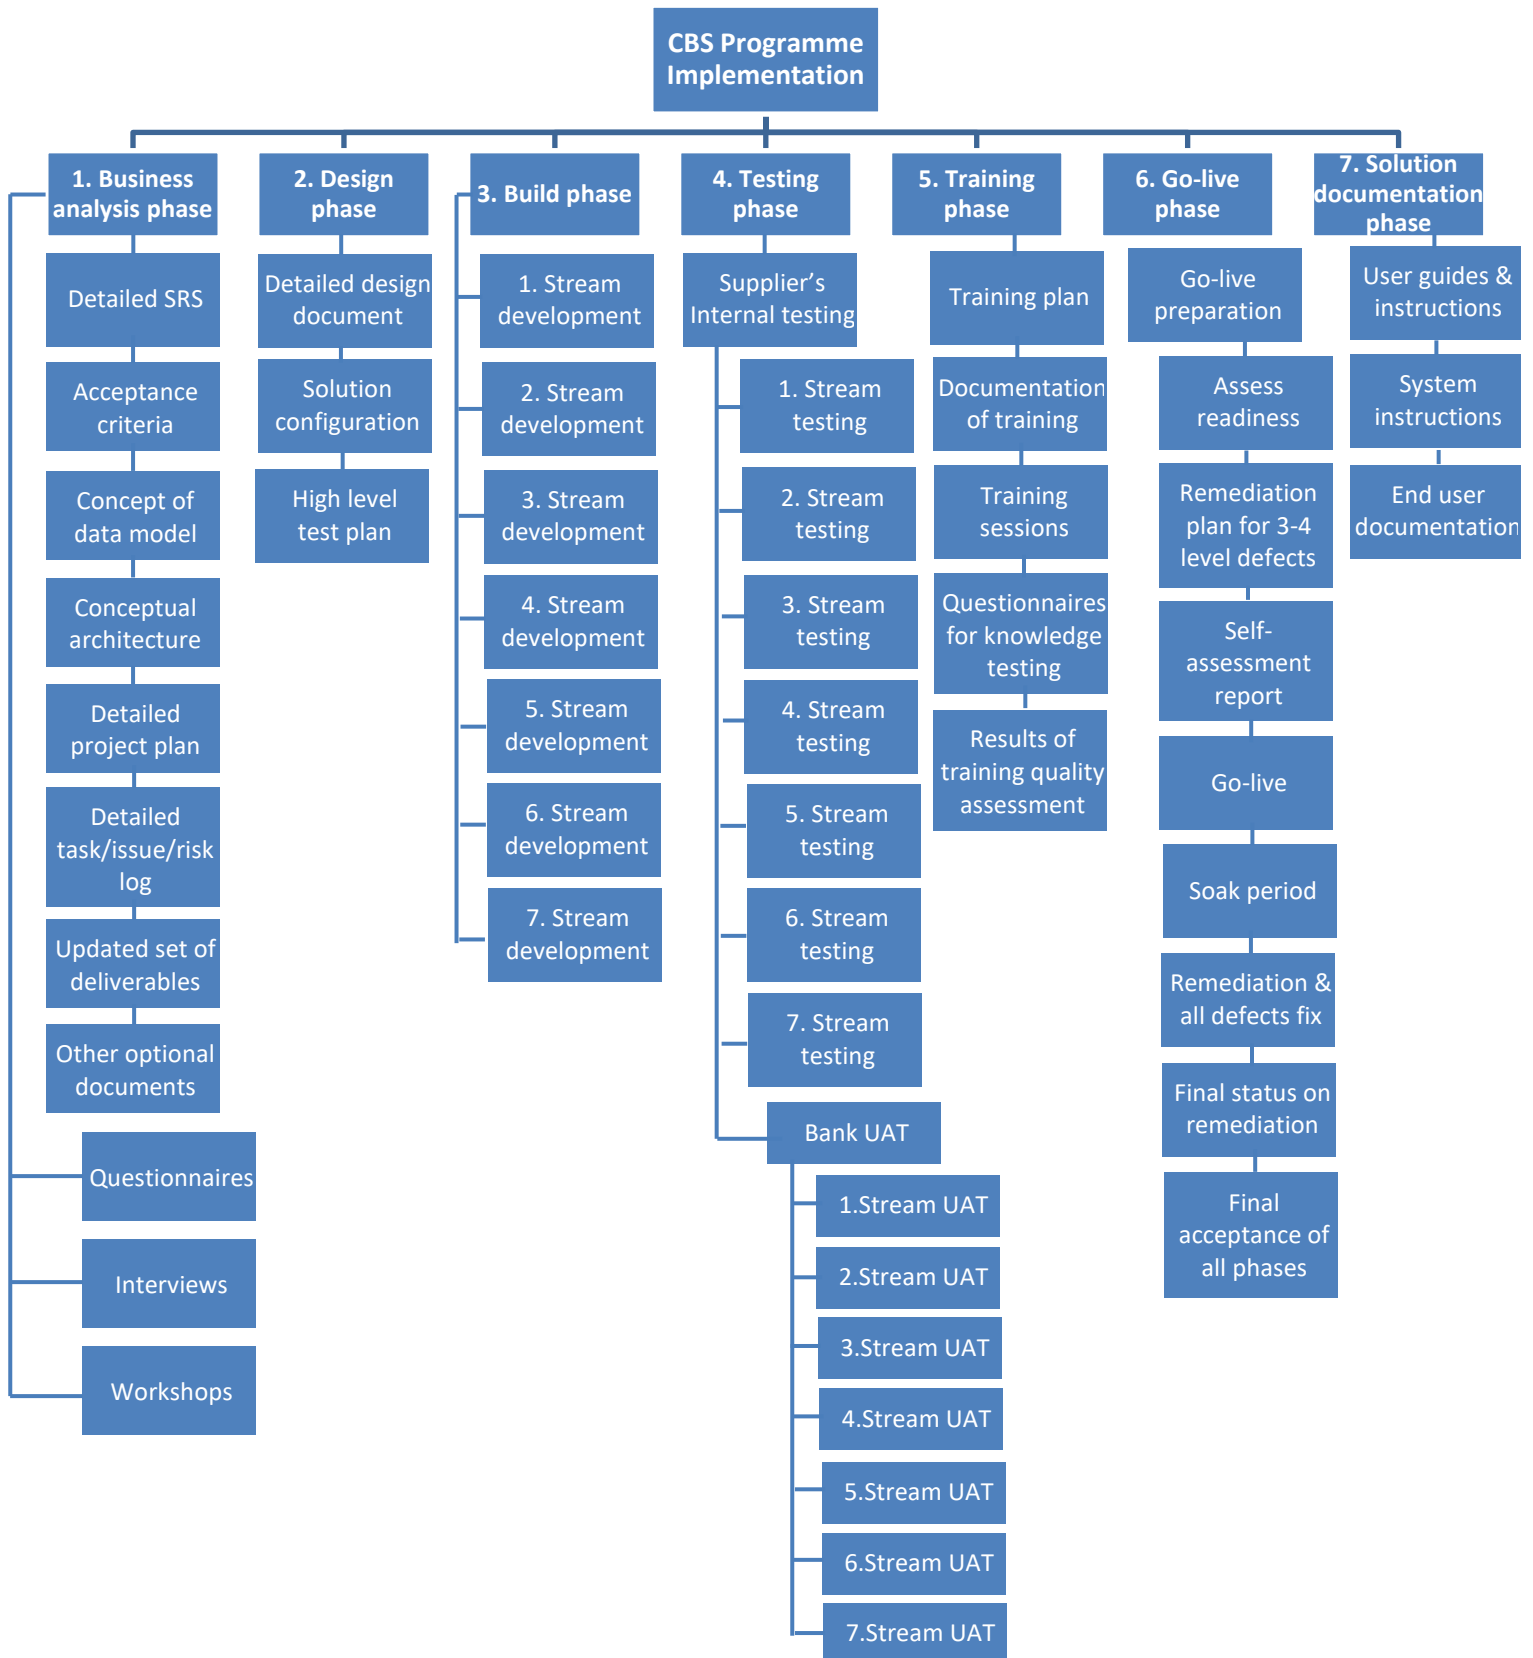 CBS Programme
Implementation
1. Business
analysis phase
Detailed SRS
Acceptance
criteria
Concept of
data model
Conceptual
architecture
Detailed
project plan
Detailed
task/issue/risk
log
Updated set of
deliverables
Other optional
documents
Questionnaires
Interviews
Workshops
2. Design
phase
Detailed design
document
Solution
configuration
High level
test plan
3. Build phase
1. Stream
development
2. Stream
development
3. Stream
development
4. Stream
development
5. Stream
development
6. Stream
development
7. Stream
development
4. Testing
phase
Supplier’s
Internal testing
1. Stream
testing
2. Stream
testing
3. Stream
testing
4. Stream
testing
5. Stream
testing
6. Stream
testing
7. Stream
testing
Bank UAT
1.Stream UAT
2.Stream UAT
3.Stream UAT
4.Stream UAT
5.Stream UAT
6.Stream UAT
7.Stream UAT
5. Training
phase
Training plan
Documentation
of training
Training
sessions
Questionnaires
for knowledge
testing
Results of
training quality
assessment
6. Go-live
phase
Go-live
preparation
Assess
readiness
Remediation
plan for 3-4
level defects
Self-
assessment
report
Go-live
Soak period
Remediation &
all defects fix
Final status on
remediation
Final
acceptance of
all phases
7. Solution
documentation
phase
User guides &
instructions
System
instructions
End user
documentation